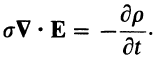 σ∇ · E = −∂ρ/∂t.